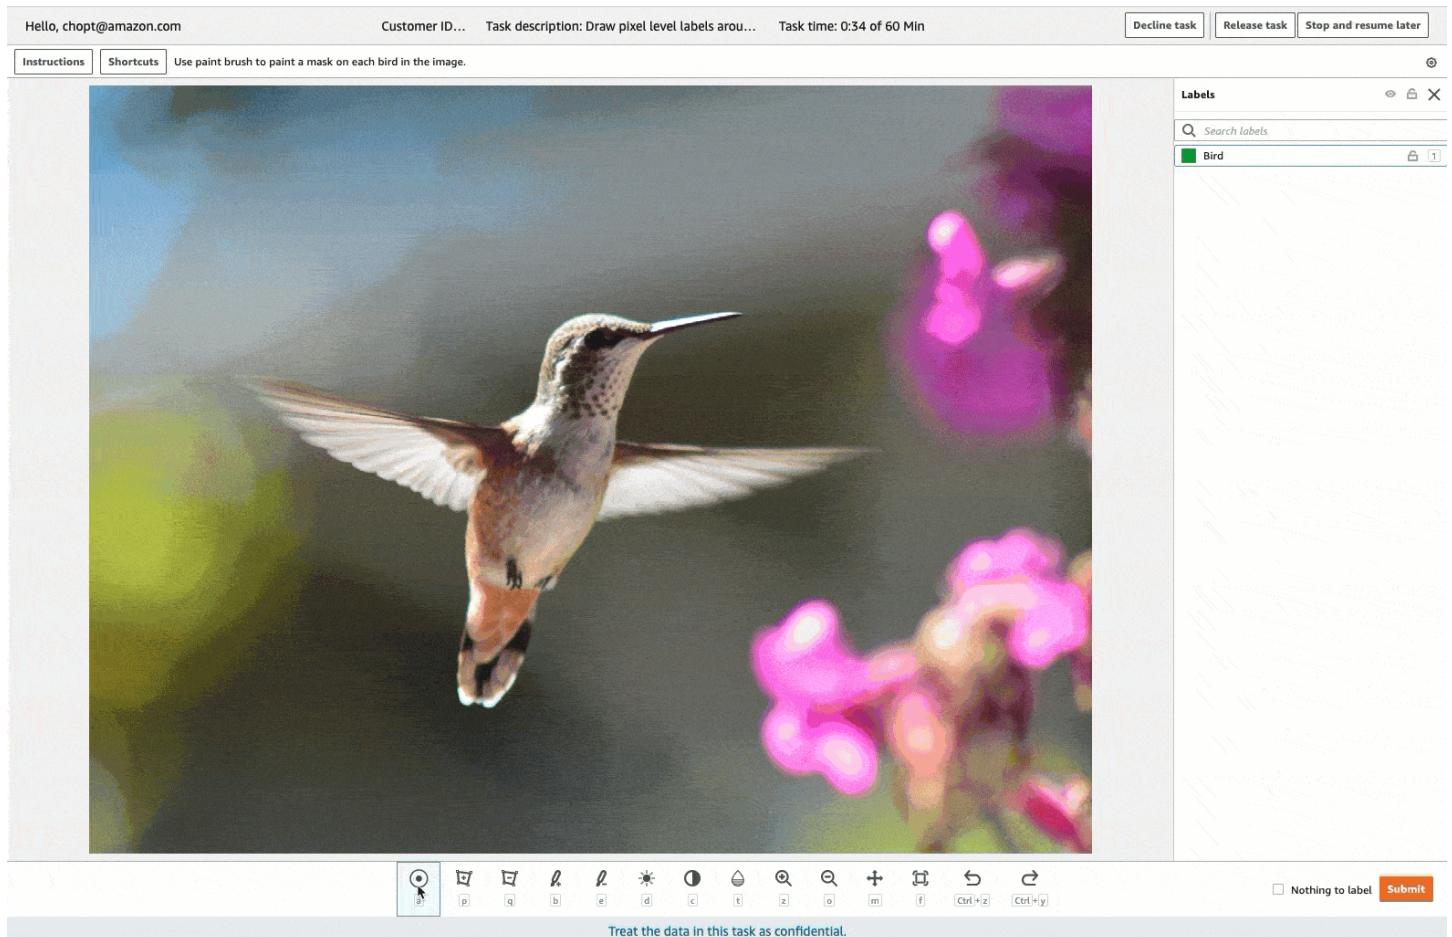 Hello, chopt@amazon.com Customer ID... Task description: Draw pixel level labels arou... Task time: 0:34 of 60 Min Decline task Release task Stop and resume later
Instructions Shortcuts Use paint brush to paint a mask on each bird in the image.
Labels
Search labels
Bird 1
a p q b e d c t z o m f Ctrl+z Ctrl+y
Nothing to label Submit
Treat the data in this task as confidential.